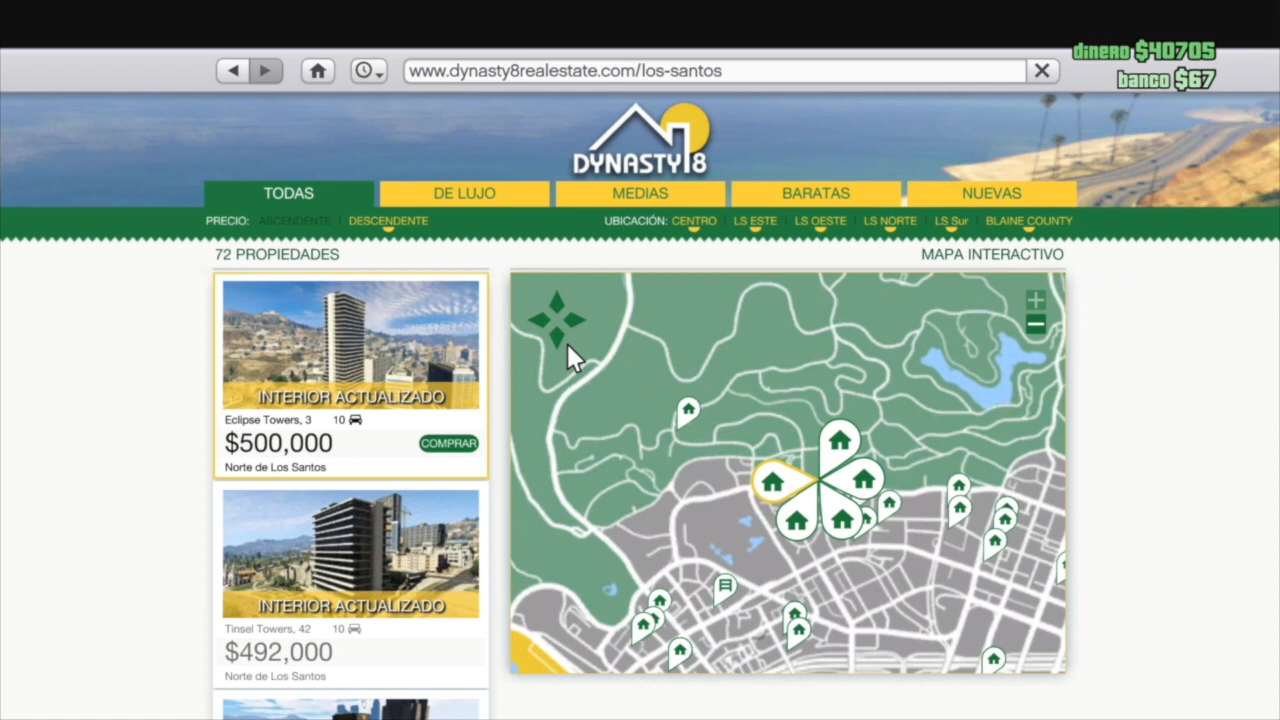 dinero $40705
www.dynasty8realestate.com/los-santos
banco $67
DYNASTY8
TODAS DE LUJO MEDIAS BARATAS NUEVAS
PRECIO: ASCENDENTE | DESCENDENTE UBICACIÓN: CENTRO | LS ESTE | LS OESTE | LS NORTE | LS Sur | BLAINE COUNTY
72 PROPIEDADES MAPA INTERACTIVO
INTERIOR ACTUALIZADO
Eclipse Towers, 3 10
$500,000 COMPRAR
Norte de Los Santos
INTERIOR ACTUALIZADO
Tinsel Towers, 42 10
$492,000
Norte de Los Santos